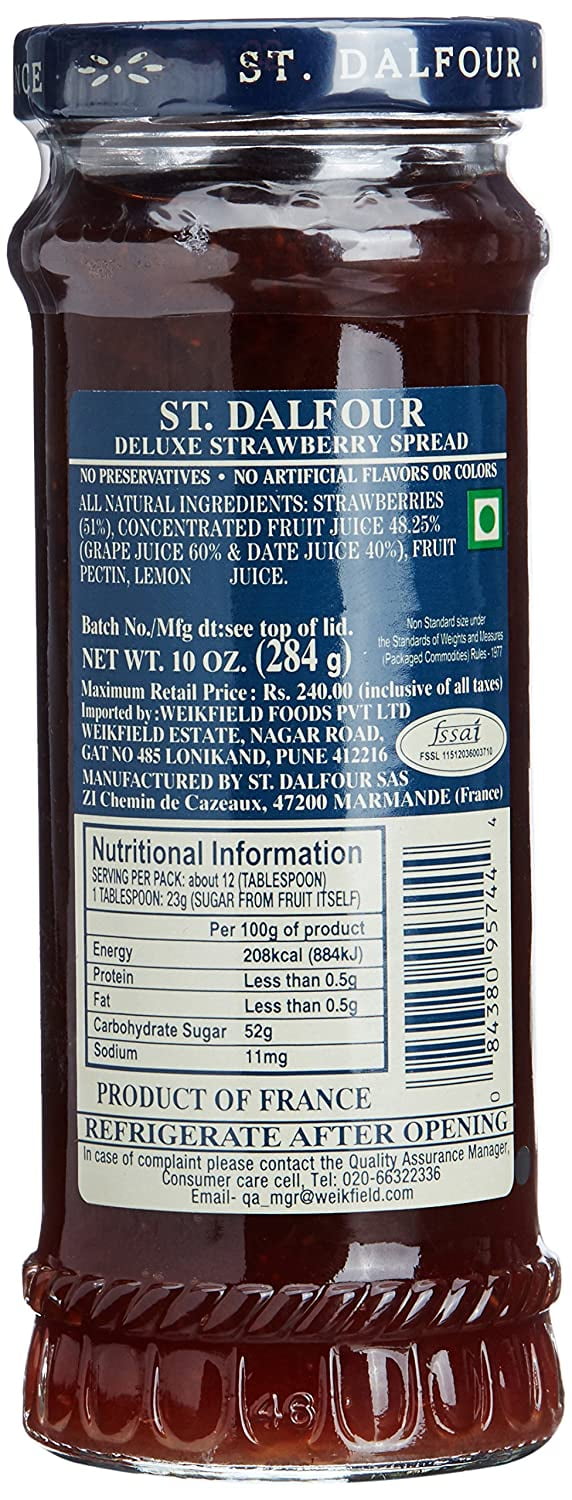 NCE
ST. DALFOUR
ST. DALFOUR
DELUXE STRAWBERRY SPREAD
NO PRESERVATIVES • NO ARTIFICIAL FLAVORS OR COLORS
ALL NATURAL INGREDIENTS: STRAWBERRIES
(51%), CONCENTRATED FRUIT JUICE 48.25%
(GRAPE JUICE 60% & DATE JUICE 40%), FRUIT
PECTIN, LEMON JUICE.
Batch No./Mfg dt:see top of lid.
NET WT. 10 OZ. (284 g)
Non Standard size under
the Standards of Weights and Measures
(Packaged Commodities) Rules - 1977
Maximum Retail Price : Rs. 240.00 (inclusive of all taxes)
Imported by :WEIKFIELD FOODS PVT LTD
WEIKFIELD ESTATE, NAGAR ROAD,
GAT NO 485 LONIKAND, PUNE 412216
fssai
FSSL 11512036003710
MANUFACTURED BY ST. DALFOUR SAS
ZI Chemin de Cazeaux, 47200 MARMANDE (France)
Nutritional Information
SERVING PER PACK: about 12 (TABLESPOON)
1 TABLESPOON: 23g (SUGAR FROM FRUIT ITSELF)
Per 100g of product
Energy 208kcal (884kJ)
Protein Less than 0.5g
Fat Less than 0.5g
Carbohydrate Sugar 52g
Sodium 11mg
0 84380 95744 4
PRODUCT OF FRANCE
REFRIGERATE AFTER OPENING
In case of complaint please contact the Quality Assurance Manager,
Consumer care cell, Tel: 020-66322336
Email- qa_mgr@weikfield.com
46